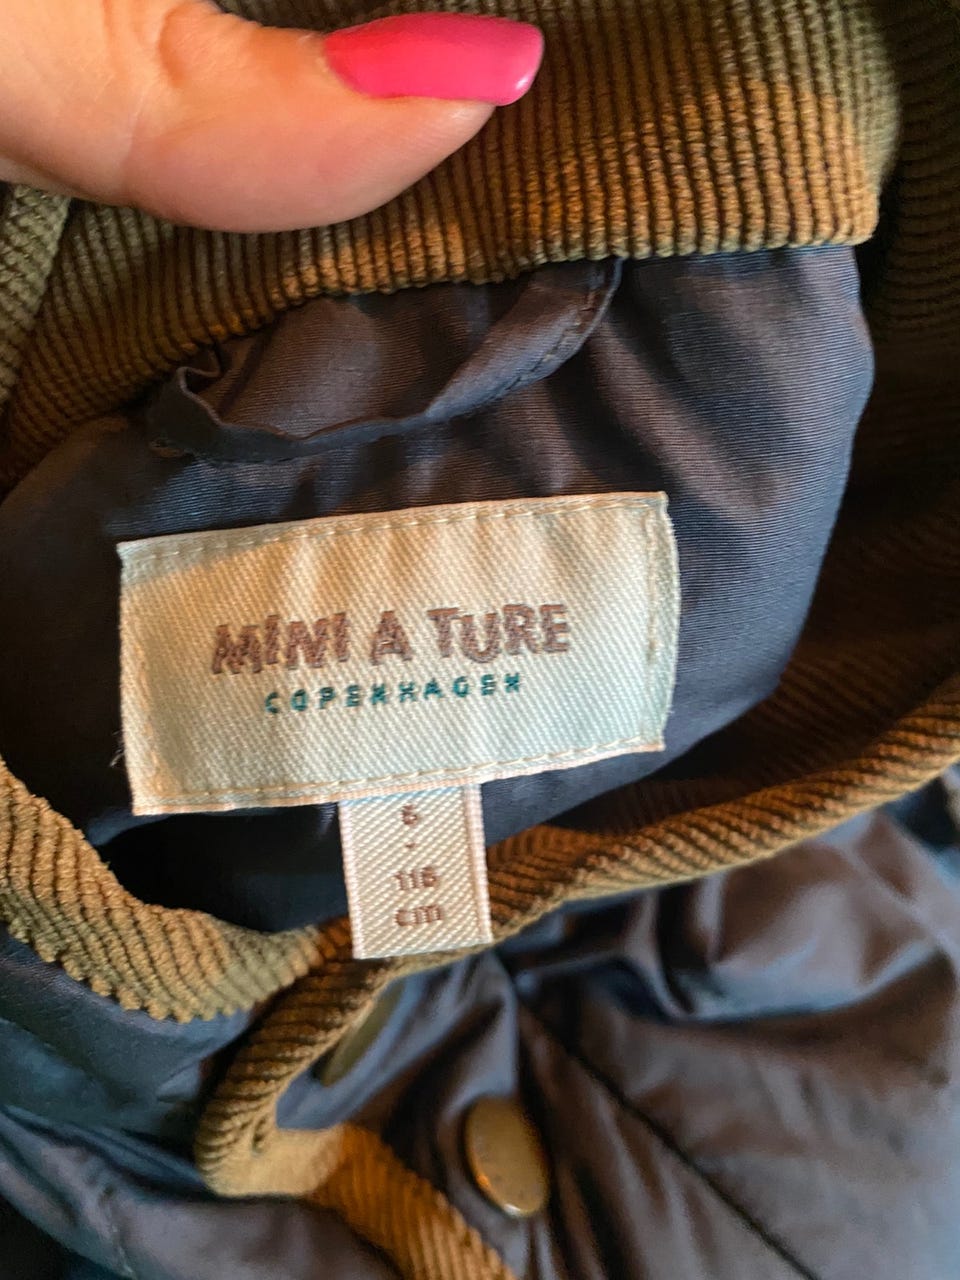 MINI A TURE
COPENHAGEN
6
116
cm